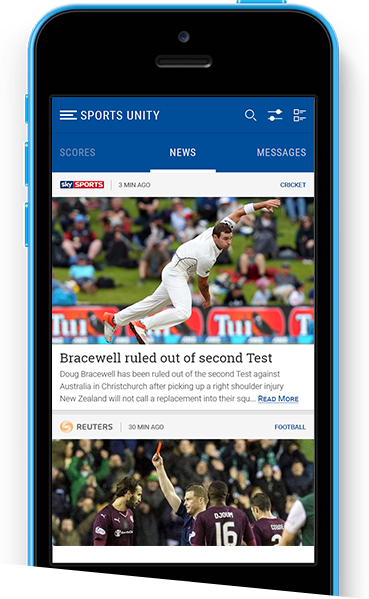 SPORTS UNITY
SCORES NEWS MESSAGES
sky SPORTS 3 MIN AGO CRICKET
Tui Tui Tui
Bracewell ruled out of second Test
Doug Bracewell has been ruled out of the second Test against
Australia in Christchurch after picking up a right shoulder injury
New Zealand will not call a replacement into their squ... READ MORE
REUTERS 30 MIN AGO FOOTBALL
DJOUM
16